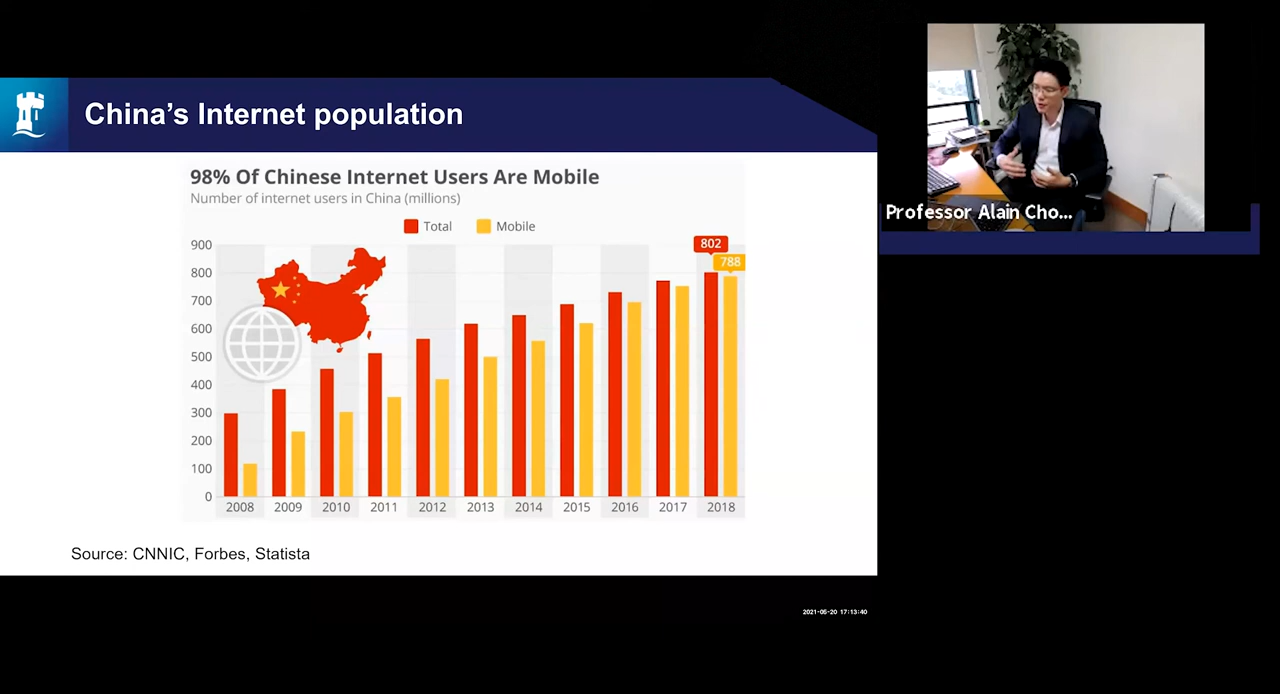 China's Internet population
98% Of Chinese Internet Users Are Mobile
Number of internet users in China (millions)
Total Mobile
900
800
700
600
500
400
300
200
100
0
802
788
2008 2009 2010 2011 2012 2013 2014 2015 2016 2017 2018
Source: CNNIC, Forbes, Statista
Professor Alain Cho...
2021-05-20 17:13:40